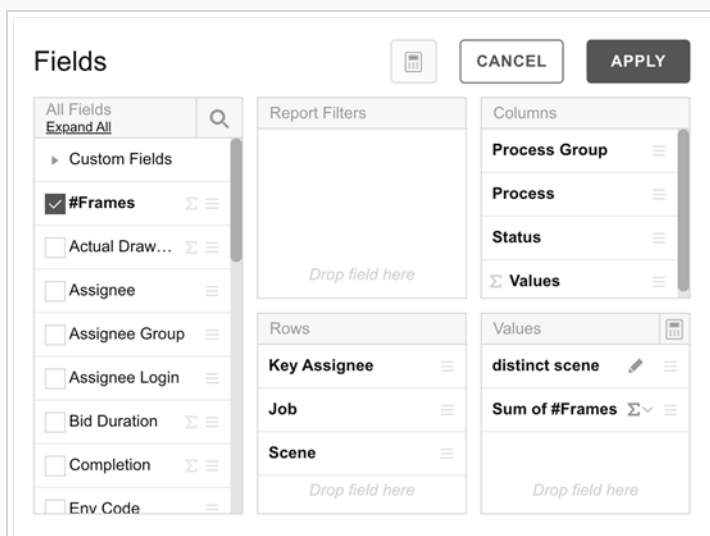 Fields
CANCEL
APPLY
All Fields
Expand All
Custom Fields
#Frames
Actual Draw...
Assignee
Assignee Group
Assignee Login
Bid Duration
Completion
Env Code
Report Filters
Drop field here
Columns
Process Group
Process
Status
Σ Values
Rows
Key Assignee
Job
Scene
Drop field here
Values
distinct scene
Sum of #Frames Σ
Drop field here